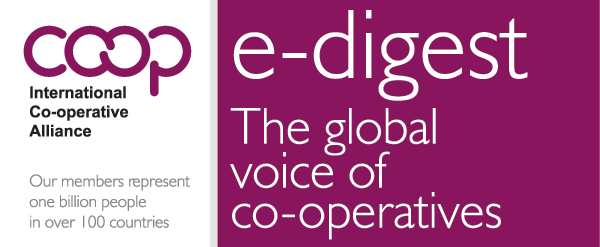 coop
International
Co-operative
Alliance
Our members represent
one billion people
in over 100 countries
e-digest
The global
voice of
co-operatives